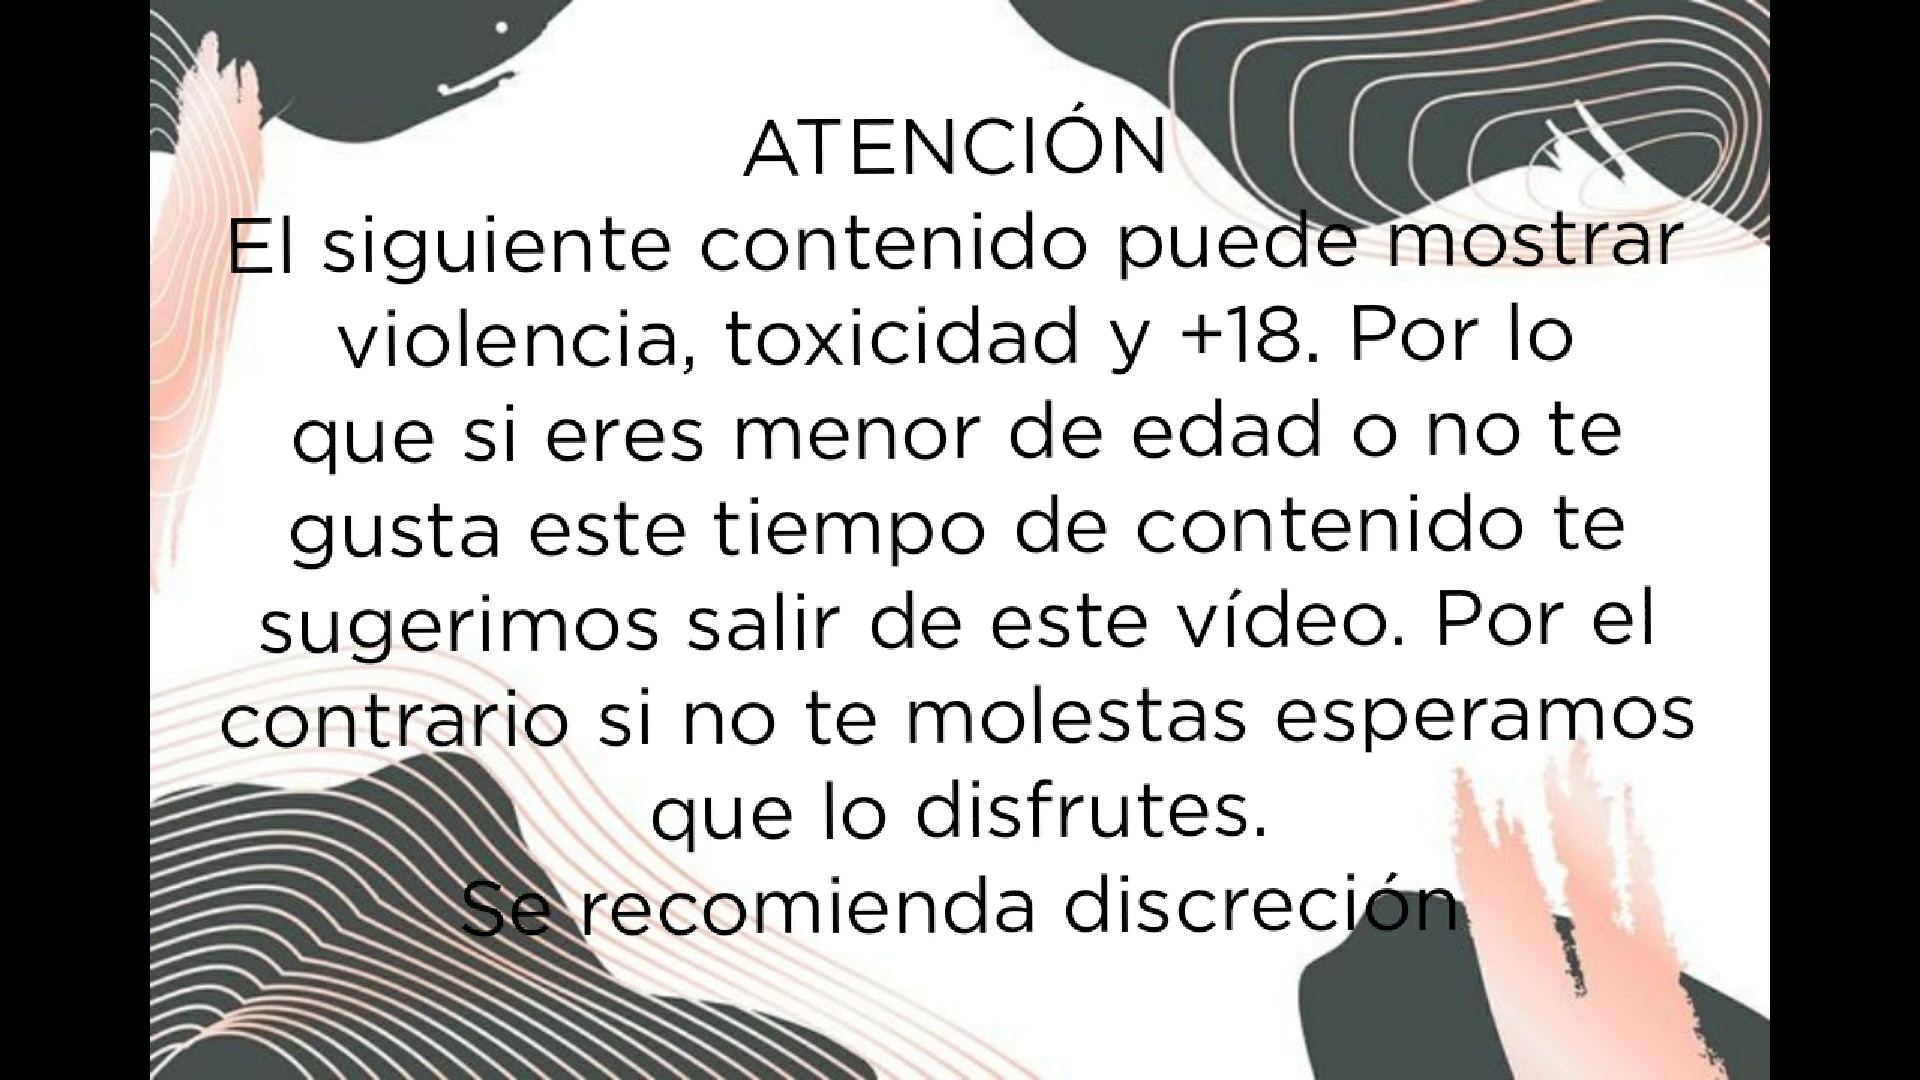 ATENCIÓN
El siguiente contenido puede mostrar
violencia, toxicidad y +18. Por lo
que si eres menor de edad o no te
gusta este tiempo de contenido te
sugerimos salir de este vídeo. Por el
contrario si no te molestas esperamos
que lo disfrutes.
Se recomienda discreción